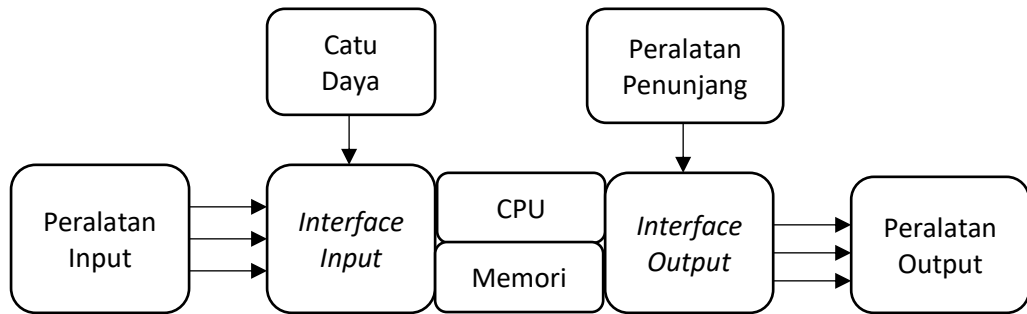 Catu
Daya
Peralatan
Penunjang
Peralatan
Input
Interface
Input
CPU
Memori
Interface
Output
Peralatan
Output